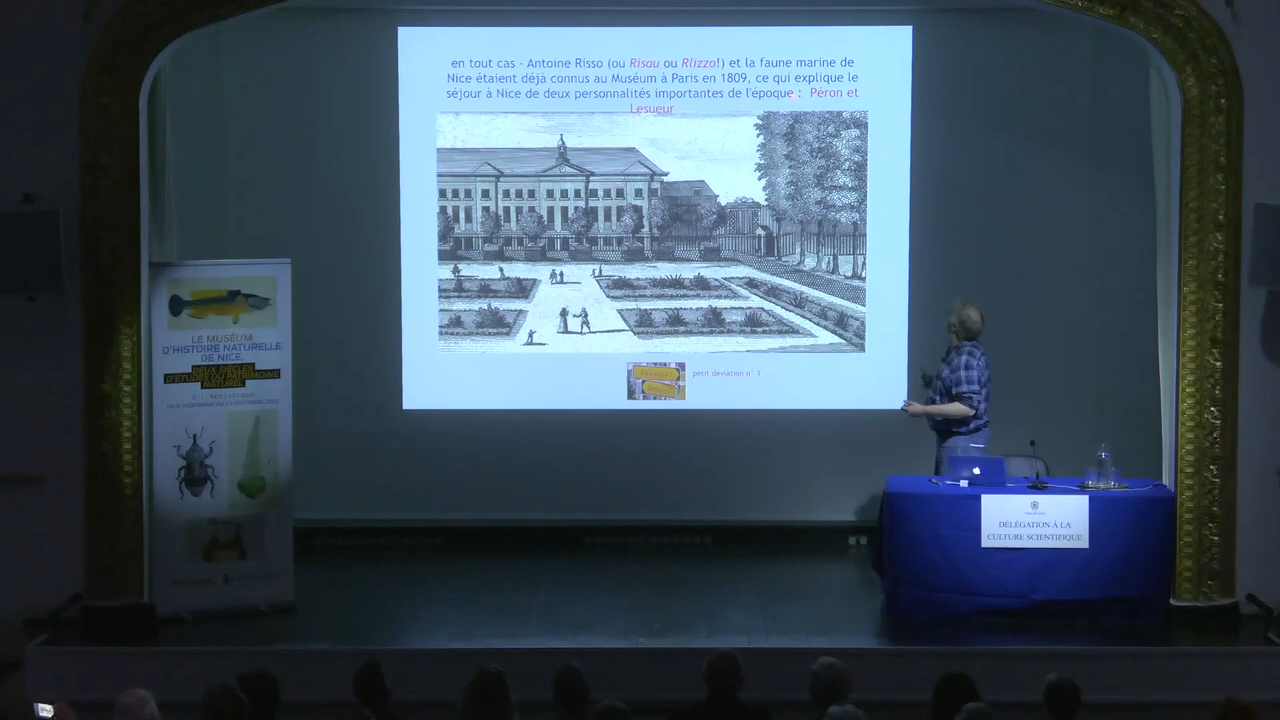 en tout cas - Antoine Risso (ou Risau ou Rlizzo!) et la faune marine de
Nice étaient déjà connus au Muséum à Paris en 1809, ce qui explique le
séjour à Nice de deux personnalités importantes de l'époque : Péron et
Lesueur
petit déviation n° 1
LE MUSÉUM
D'HISTOIRE NATURELLE
DE NICE,
DEUX SIÈCLES
D'ÉTUDES DU PATRIMOINE
NATUREL
DÉLÉGATION À LA
CULTURE SCIENTIFIQUE